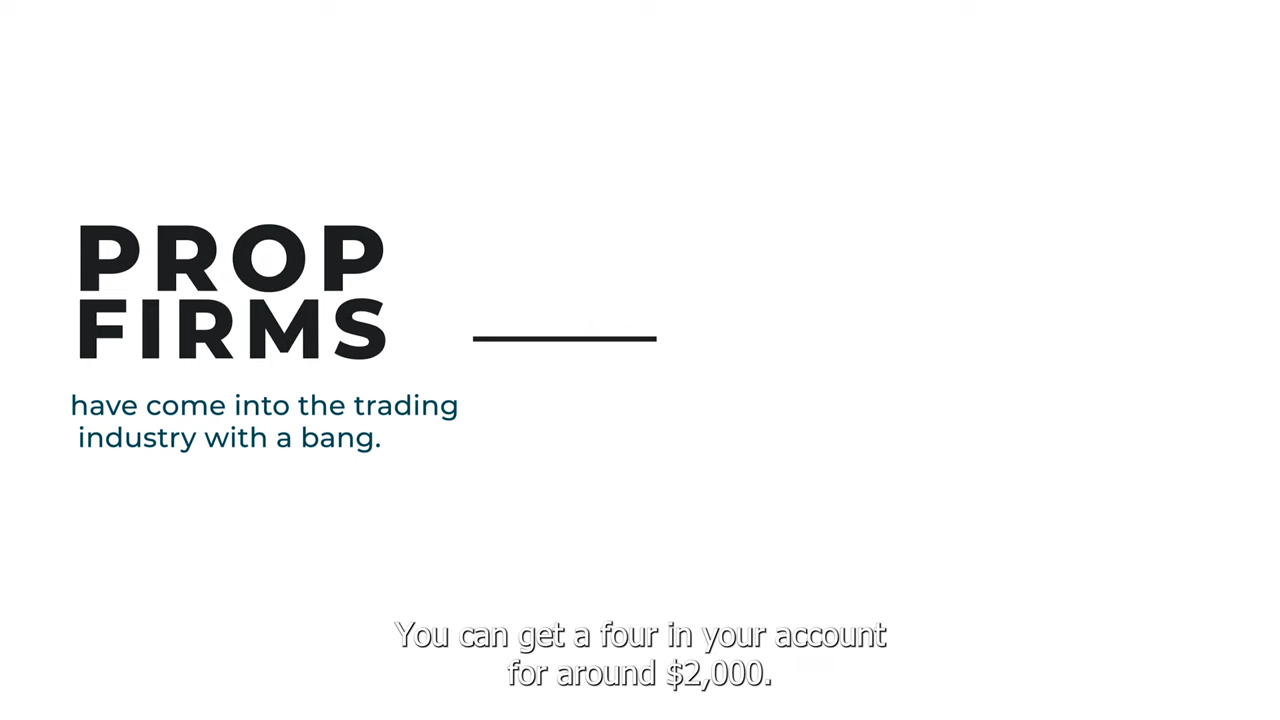 PROP
FIRMS
have come into the trading
industry with a bang.
You can get a four in your account
for around $2,000.